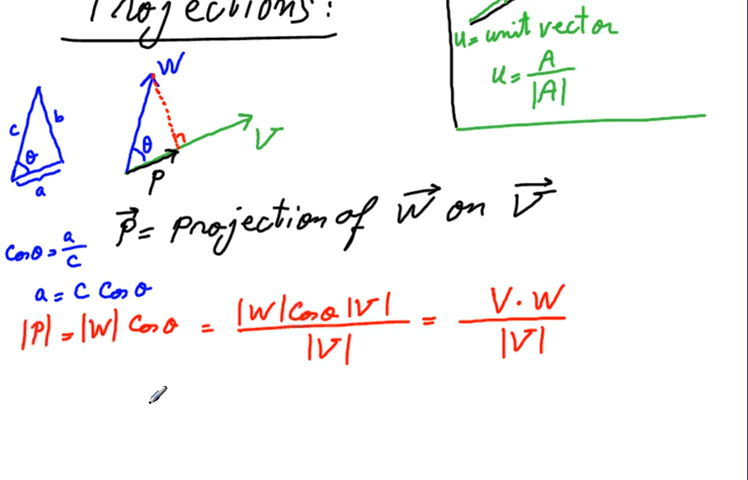 Projections:
u = unit vector
u = A / |A|
W
c b
θ
a
θ
V
P
P⃗ = Projection of W⃗ on V⃗
Cosθ = a / c
a = c Cosθ
|P| = |W| Cosθ = |W| Cosθ |V| / |V| = V · W / |V|